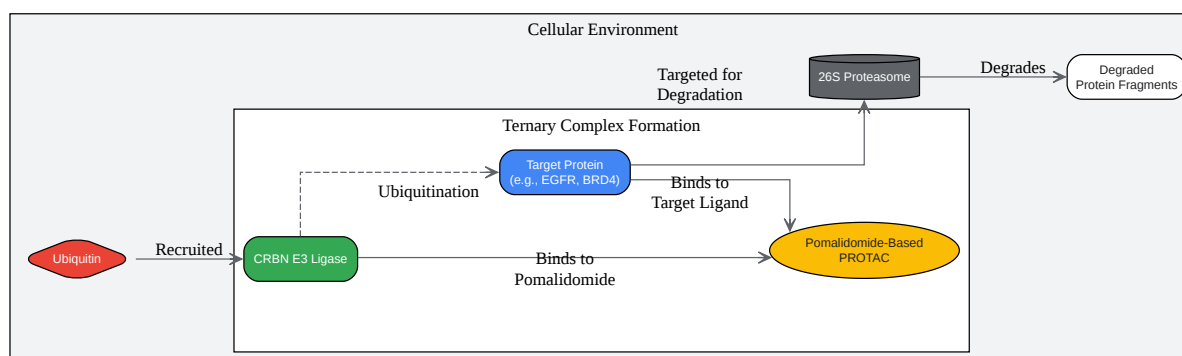 Cellular Environment
Targeted for
Degradation
26S Proteasome
Degrades
Degraded
Protein Fragments
Ternary Complex Formation
Target Protein
(e.g., EGFR, BRD4)
Ubiquitination
Binds to
Target Ligand
Ubiquitin
Recruited
CRBN E3 Ligase
Binds to
Pomalidomide
Pomalidomide-Based
PROTAC